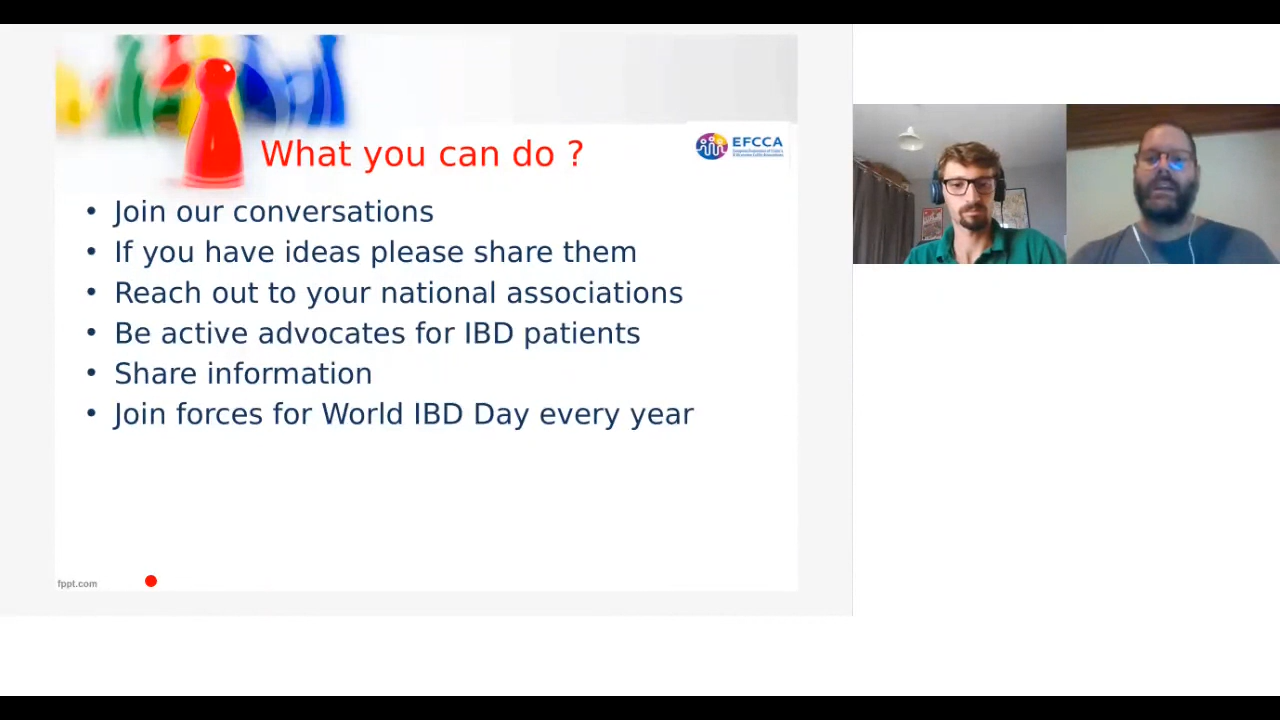 What you can do ?
EFCCA
• Join our conversations
• If you have ideas please share them
• Reach out to your national associations
• Be active advocates for IBD patients
• Share information
• Join forces for World IBD Day every year
fppt.com